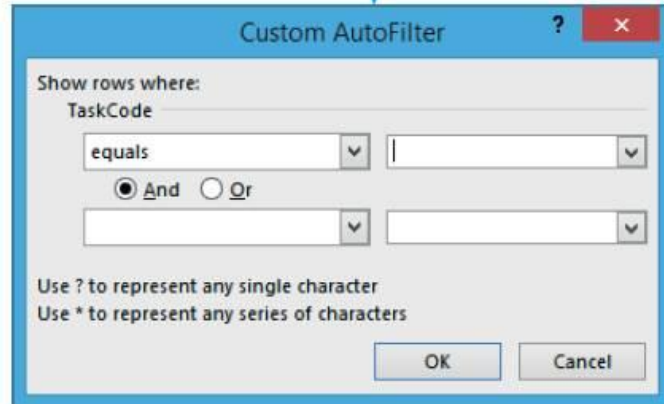 Custom AutoFilter ? ×
Show rows where:
TaskCode
equals
And Or
Use ? to represent any single character
Use * to represent any series of characters
OK Cancel